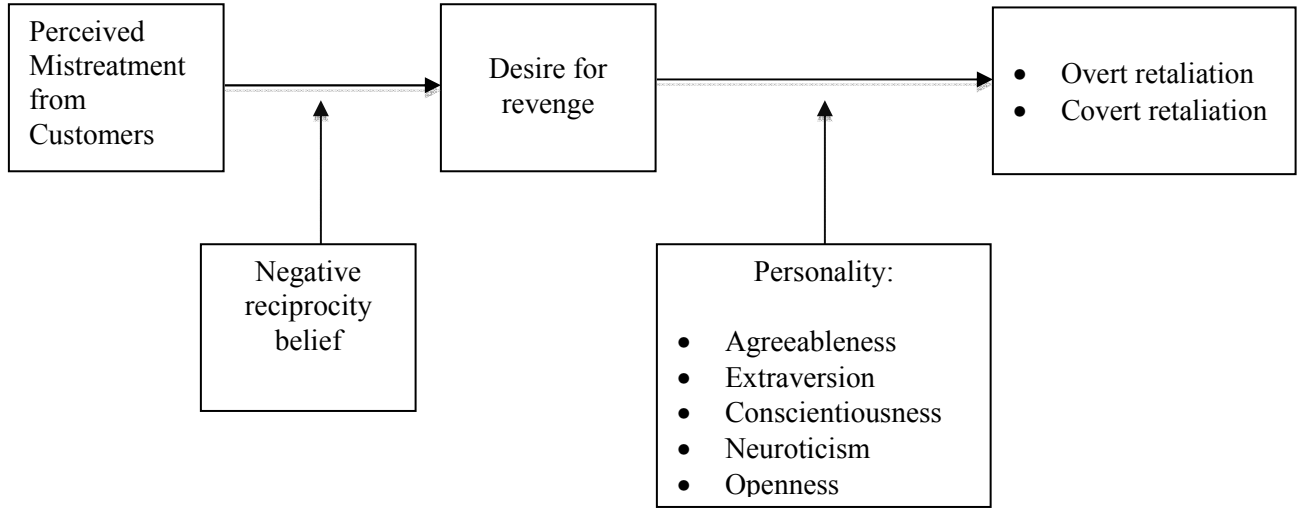 Perceived
Mistreatment
from
Customers
Desire for
revenge
• Overt retaliation
• Covert retaliation
Negative
reciprocity
belief
Personality:
• Agreeableness
• Extraversion
• Conscientiousness
• Neuroticism
• Openness